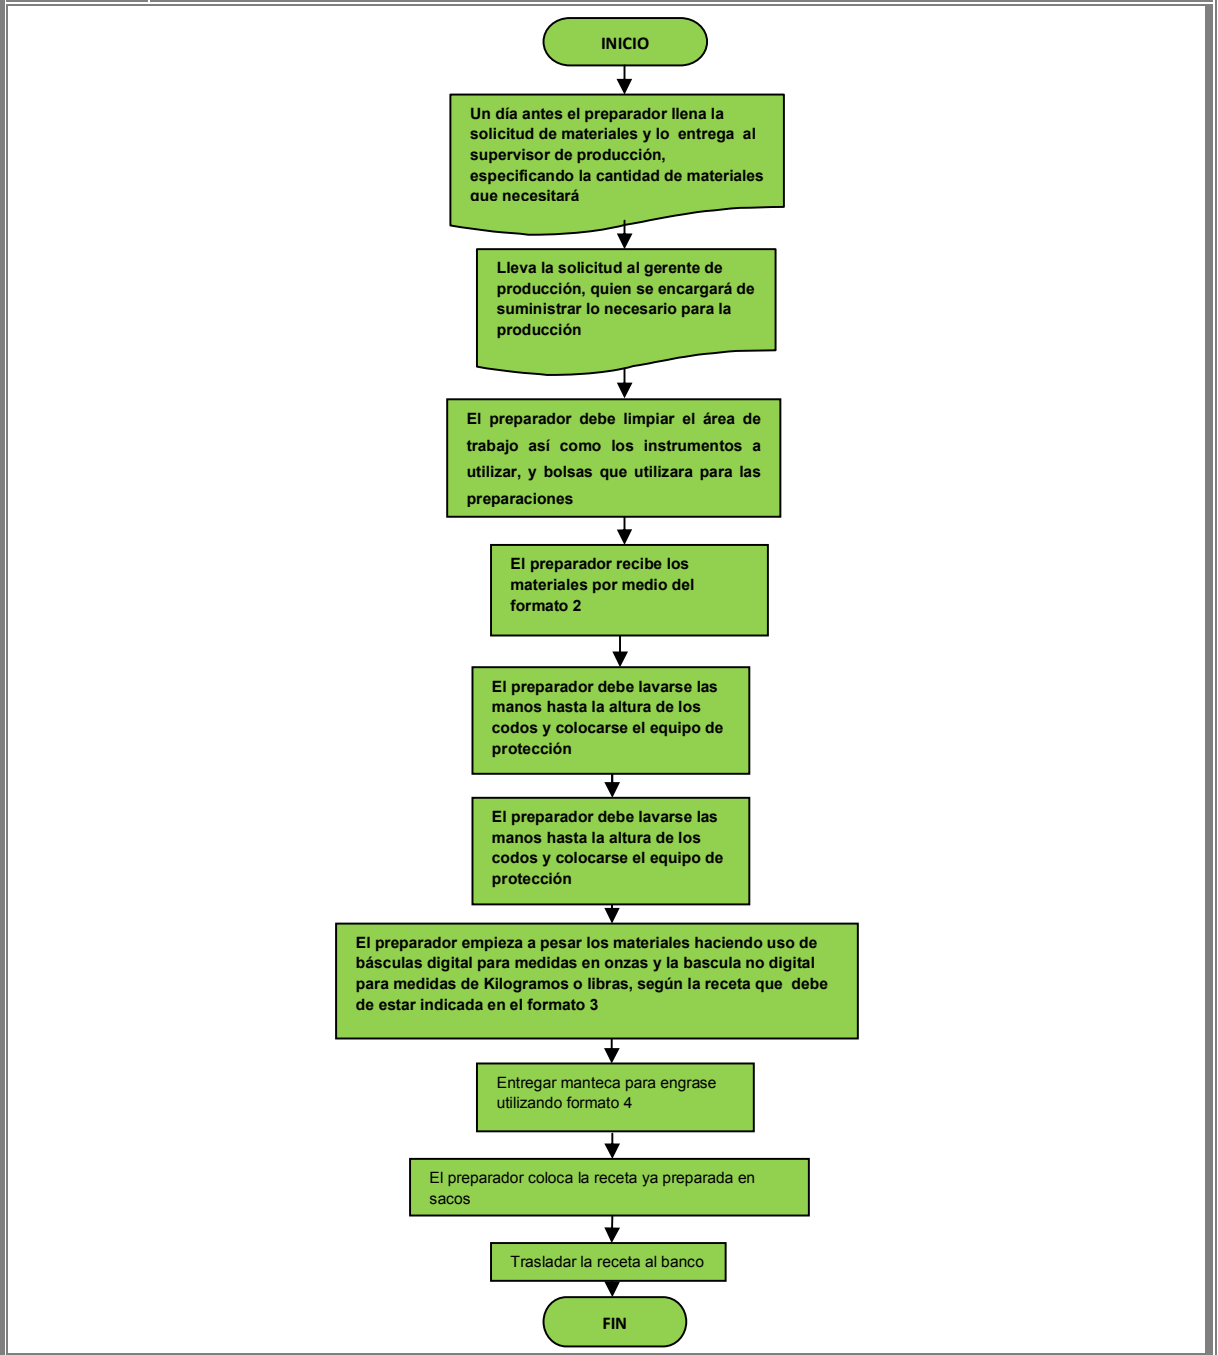 INICIO
Un día antes el preparador llena la
solicitud de materiales y lo entrega al
supervisor de producción,
especificando la cantidad de materiales
que necesitará
Lleva la solicitud al gerente de
producción, quien se encargará de
suministrar lo necesario para la
producción
El preparador debe limpiar el área de
trabajo así como los instrumentos a
utilizar, y bolsas que utilizara para las
preparaciones
El preparador recibe los
materiales por medio del
formato 2
El preparador debe lavarse las
manos hasta la altura de los
codos y colocarse el equipo de
protección
El preparador debe lavarse las
manos hasta la altura de los
codos y colocarse el equipo de
protección
El preparador empieza a pesar los materiales haciendo uso de
básculas digital para medidas en onzas y la bascula no digital
para medidas de Kilogramos o libras, según la receta que debe
de estar indicada en el formato 3
Entregar manteca para engrase
utilizando formato 4
El preparador coloca la receta ya preparada en
sacos
Trasladar la receta al banco
FIN